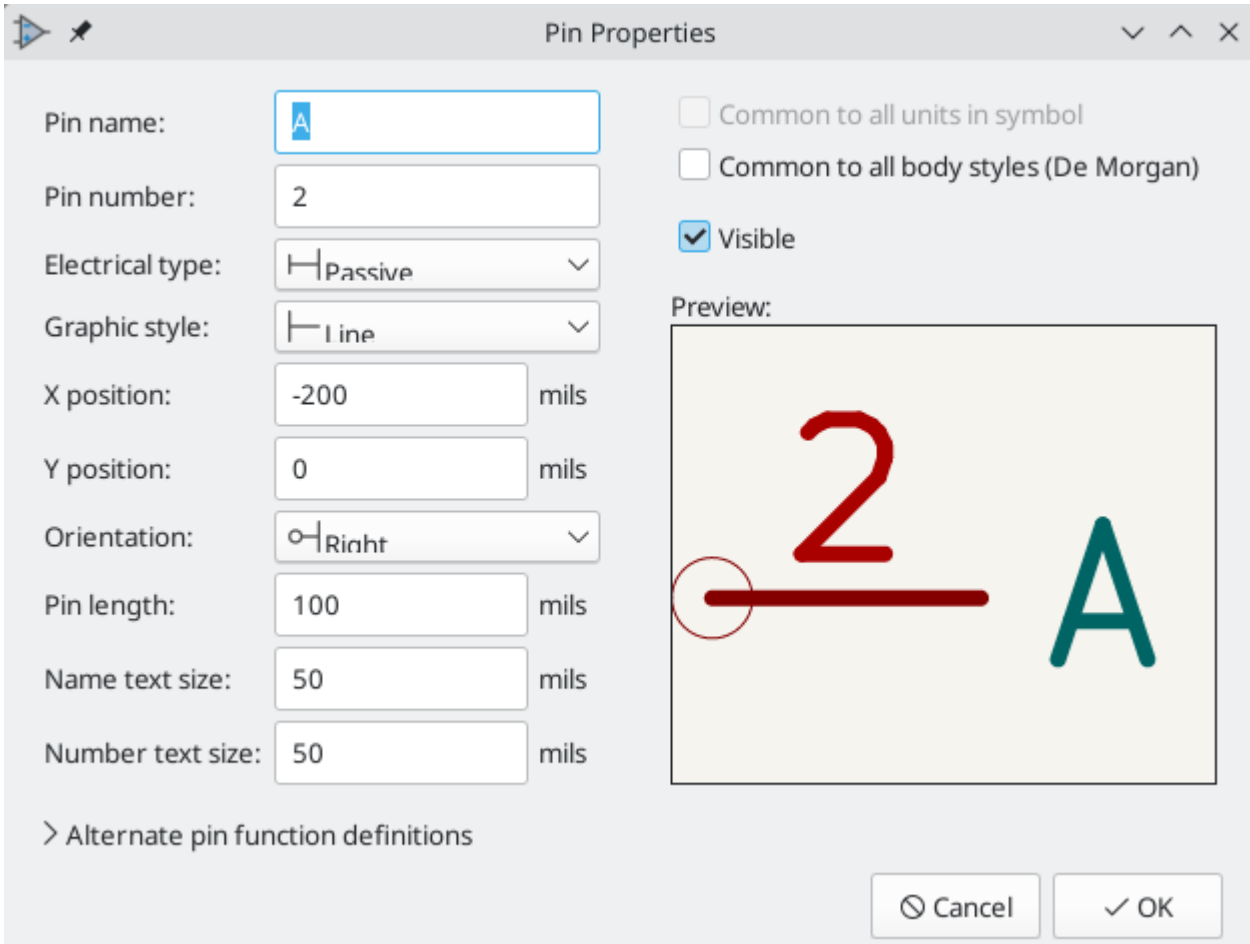 Pin Properties
Pin name: A
Pin number: 2
Electrical type: Passive
Graphic style: Line
X position: -200 mils
Y position: 0 mils
Orientation: Right
Pin length: 100 mils
Name text size: 50 mils
Number text size: 50 mils
Alternate pin function definitions
Common to all units in symbol
Common to all body styles (De Morgan)
Visible
Preview:
2
A
Cancel OK